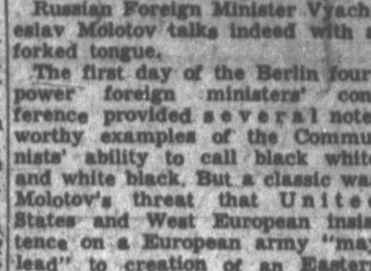 Russian Foreign Minister Vyach-
eslav Molotov talks indeed with a
forked tongue.
The first day of the Berlin four
power foreign ministers' con
ference provided several note
worthy examples of the Commu
nists' ability to call black white
and white black. But a classic wa
Molotov's threat that Unite
States and West European insis
tence on a European army "may
lead" to creation of an Easter